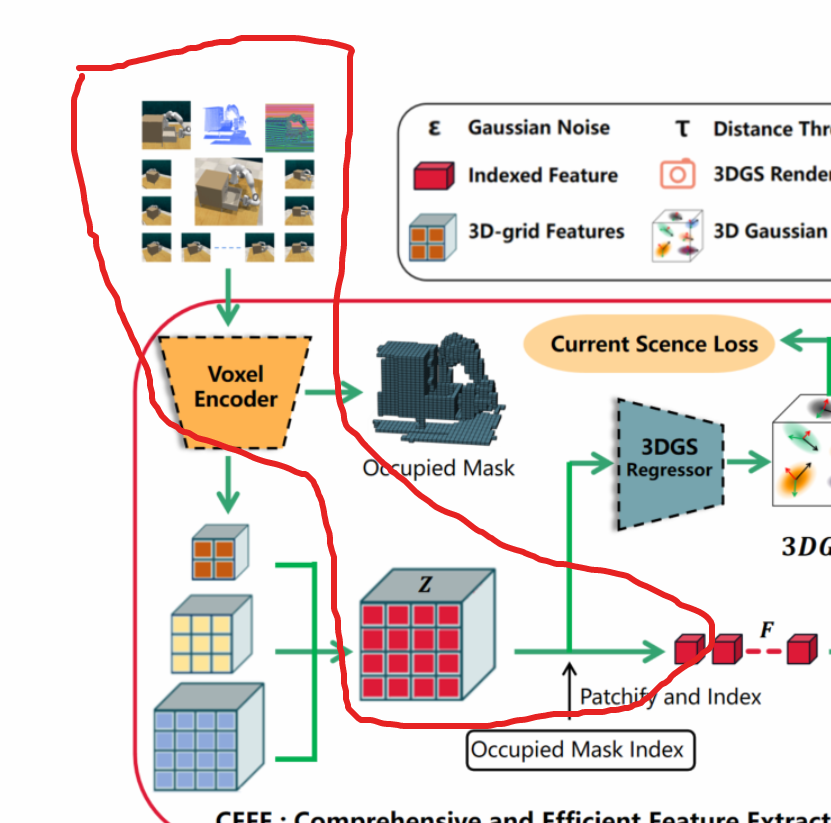 ε Gaussian Noise τ Distance Thr
Indexed Feature 3DGS Render
3D-grid Features 3D Gaussian
Current Scence Loss
Voxel
Encoder
3DGS
Regressor
Occupied Mask
3DG
Z
F
Patchify and Index
Occupied Mask Index
CEFE : Comprehensive and Efficient Feature Extract